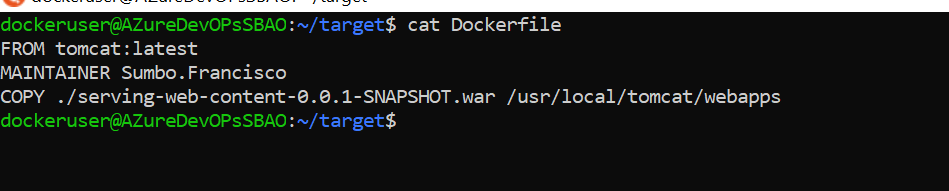 dockeruser@AZureDevOPsSBAO:~/target$ cat Dockerfile
FROM tomcat:latest
MAINTAINER Sumbo.Francisco
COPY ./serving-web-content-0.0.1-SNAPSHOT.war /usr/local/tomcat/webapps
dockeruser@AZureDevOPsSBAO:~/target$